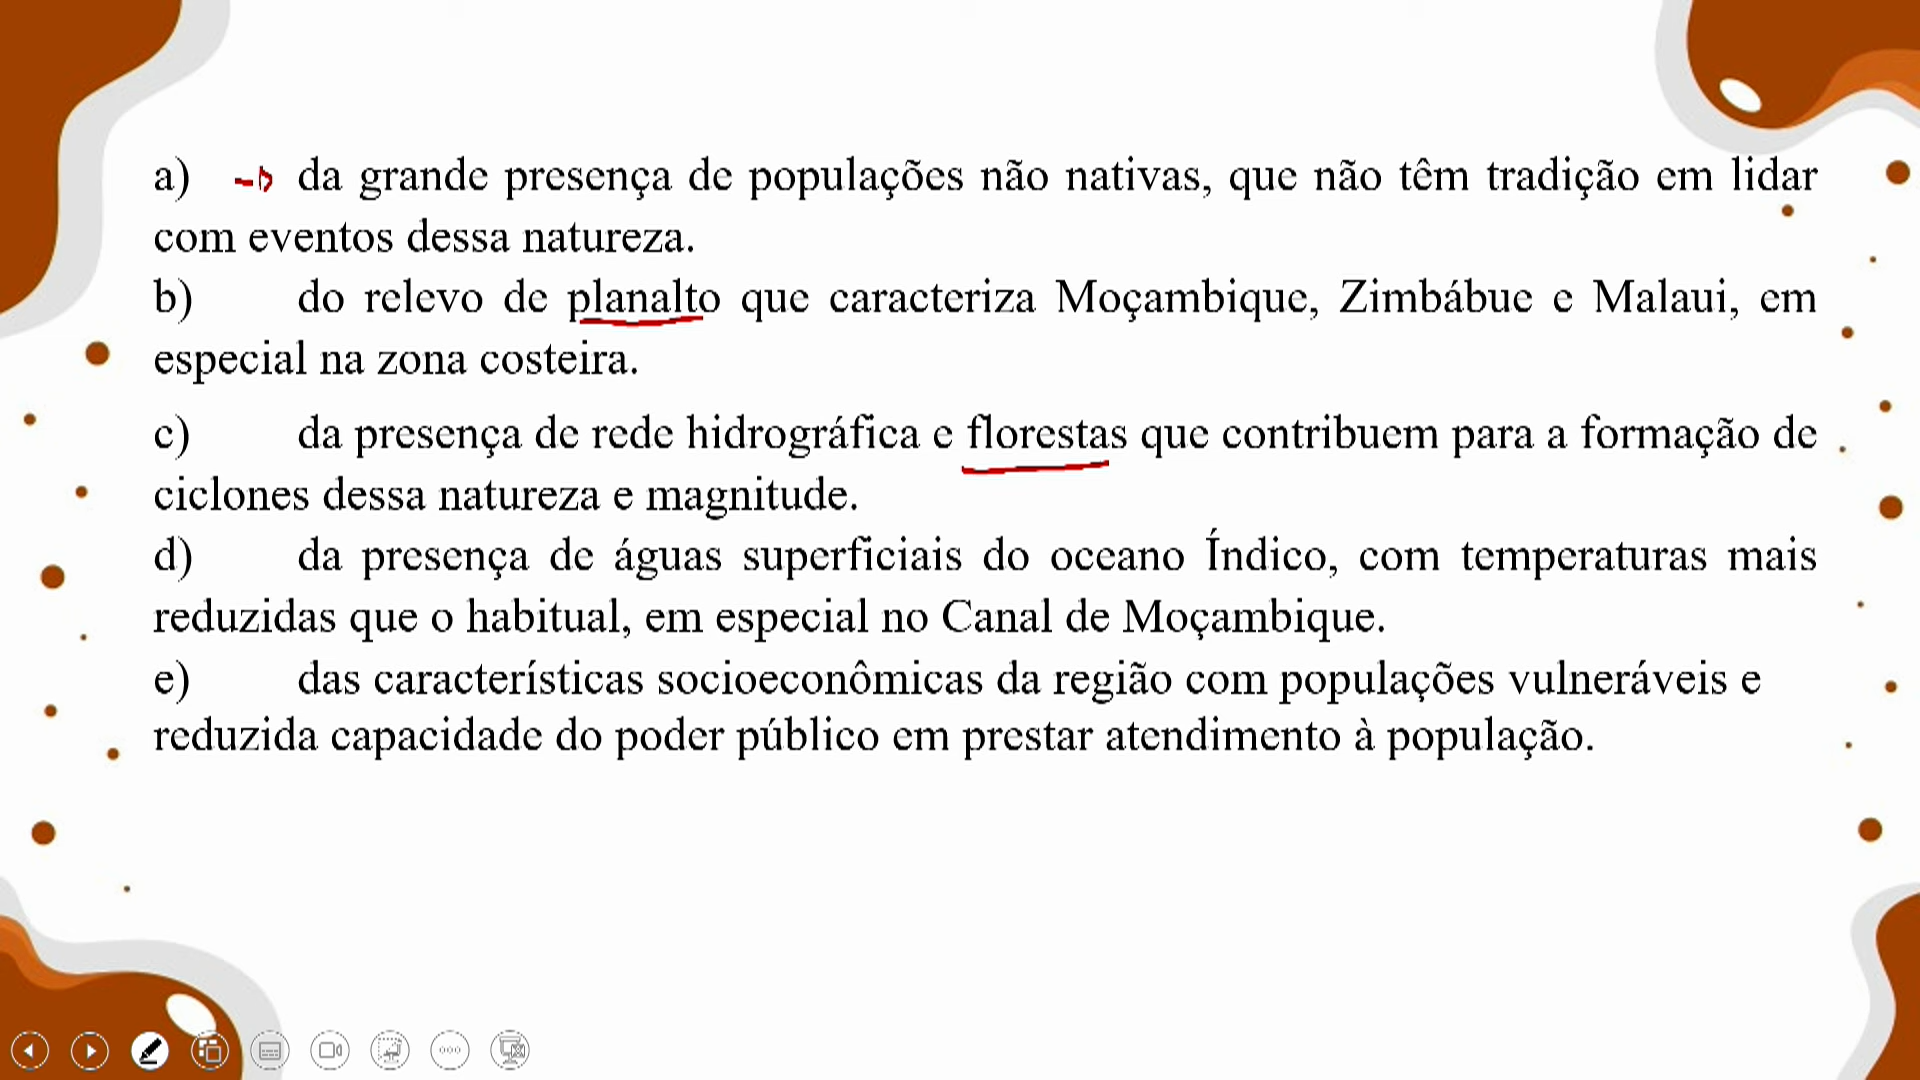 a) da grande presença de populações não nativas, que não têm tradição em lidar
com eventos dessa natureza.
b) do relevo de planalto que caracteriza Moçambique, Zimbábue e Malaui, em
especial na zona costeira.
c) da presença de rede hidrográfica e florestas que contribuem para a formação de
ciclones dessa natureza e magnitude.
d) da presença de águas superficiais do oceano Índico, com temperaturas mais
reduzidas que o habitual, em especial no Canal de Moçambique.
e) das características socioeconômicas da região com populações vulneráveis e
reduzida capacidade do poder público em prestar atendimento à população.